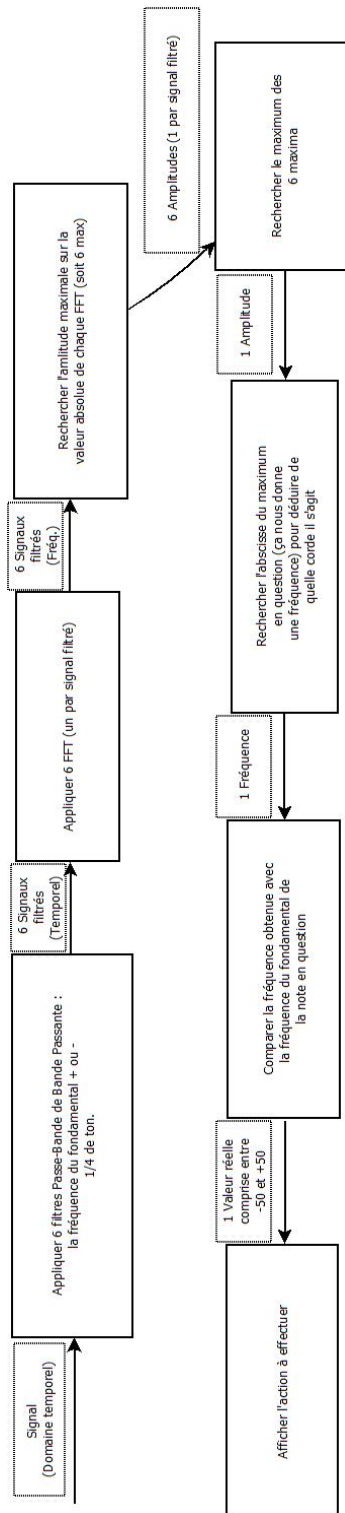 Signal
(Domaine temporel)
Appliquer 6 filtres Passe-Bande de Bande Passante :
la fréquence du fondamental + ou -
1/4 de ton.
6 Signaux
filtrés
(Temporel)
Appliquer 6 FFT (un par signal filtré)
6 Signaux
filtrés
(Fréq.)
Rechercher l'amlitude maximale sur la
valeur absolue de chaque FFT (soit 6 max)
6 Amplitudes (1 par signal filtré)
Rechercher le maximum des
6 maxima
1 Amplitude
Rechercher l'abscisse du maximum
en question (ça nous donne
une fréquence) pour déduire de
quelle corde il s'agit
1 Fréquence
Comparer la fréquence obtenue avec
la fréquence du fondamental de
la note en question
1 Valeur réelle
comprise entre
-50 et +50
Afficher l'action à effectuer